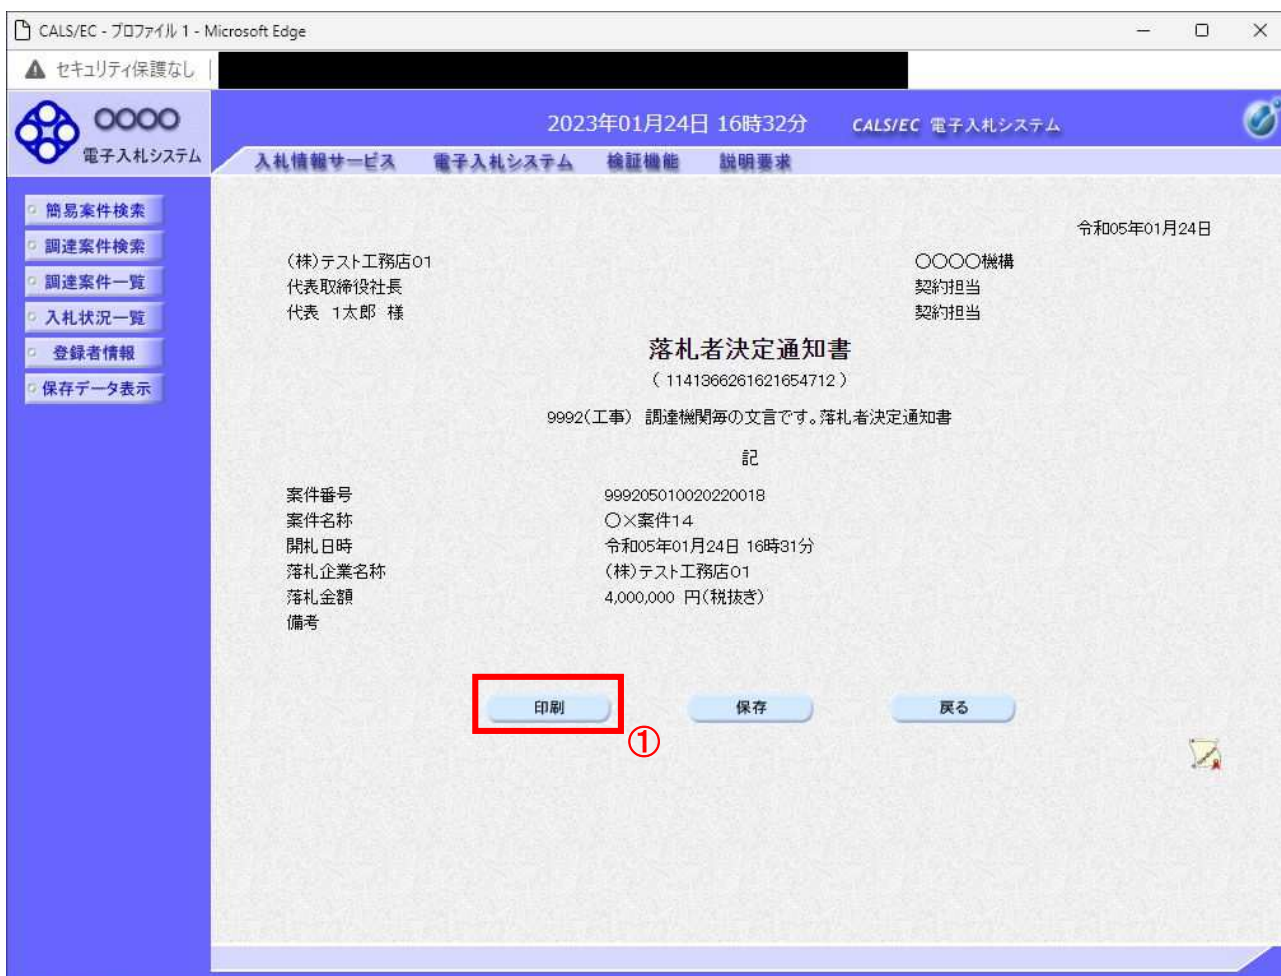 CALS/EC - プロファイル 1 - Microsoft Edge
セキュリティ保護なし
〇〇〇〇
電子入札システム
2023年01月24日 16時32分
CALS/EC 電子入札システム
入札情報サービス 電子入札システム 検証機能 説明要求
簡易案件検索
調達案件検索
調達案件一覧
入札状況一覧
登録者情報
保存データ表示
令和05年01月24日
(株)テスト工務店01
代表取締役社長
代表 1太郎 様
〇〇〇〇機構
契約担当
契約担当
落札者決定通知書
( 1141366261621654712 )
9992(工事) 調達機関毎の文言です。落札者決定通知書
記
案件番号 999205010020220018
案件名称 〇×案件14
開札日時 令和05年01月24日 16時31分
落札企業名称 (株)テスト工務店01
落札金額 4,000,000 円(税抜き)
備考
印刷 保存 戻る
①